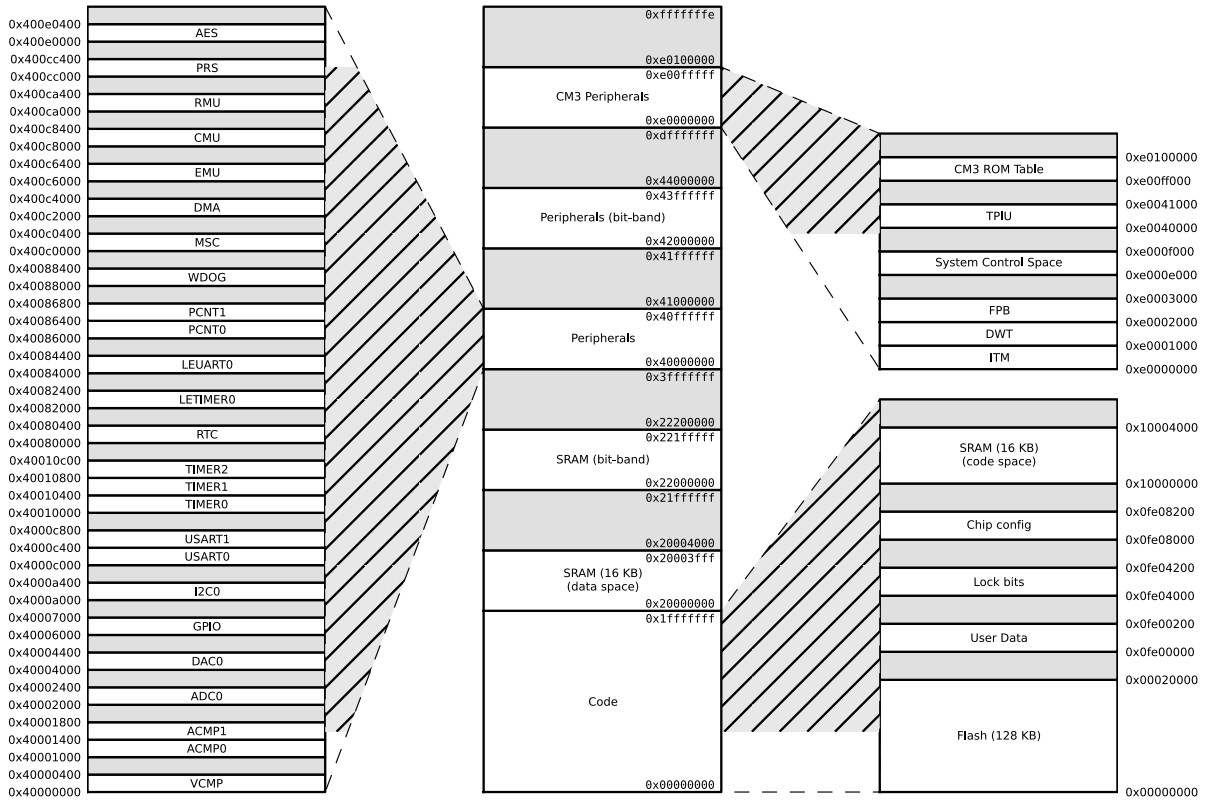 0x400e0400
AES
0x400e0000
0x400cc400
PRS
0x400cc000
0x400ca400
RMU
0x400ca000
0x400c8400
CMU
0x400c8000
0x400c6400
EMU
0x400c6000
0x400c4000
DMA
0x400c2000
0x400c0400
MSC
0x400c0000
0x40088400
WDOG
0x40088000
0x40086800
PCNT1
0x40086400
PCNT0
0x40086000
0x40084400
LEUART0
0x40084000
0x40082400
LETIMER0
0x40082000
0x40080400
RTC
0x40080000
0x40010c00
TIMER2
0x40010800
TIMER1
0x40010400
TIMER0
0x40010000
0x4000c800
USART1
0x4000c400
USART0
0x4000c000
0x4000a400
I2C0
0x4000a000
0x40007000
GPIO
0x40006000
0x40004400
DAC0
0x40004000
0x40002400
ADC0
0x40002000
0x40001800
ACMP1
0x40001400
ACMP0
0x40001000
0x40000400
VCMP
0x40000000
0xfffffffe
0xe0100000
0xe00fffff
CM3 Peripherals
0xe0000000
0xdfffffff
0x44000000
0x43ffffff
Peripherals (bit-band)
0x42000000
0x41ffffff
0x41000000
0x40ffffff
Peripherals
0x40000000
0x3fffffff
0x22200000
0x221fffff
SRAM (bit-band)
0x22000000
0x21ffffff
0x20004000
0x20003fff
SRAM (16 KB)
(data space)
0x20000000
0x1fffffff
Code
0x00000000
0xe0100000
CM3 ROM Table
0xe00ff000
0xe0041000
TPIU
0xe0040000
0xe000f000
System Control Space
0xe000e000
0xe0003000
FPB
0xe0002000
DWT
0xe0001000
ITM
0xe0000000
0x10004000
SRAM (16 KB)
(code space)
0x10000000
0x0fe08200
Chip config
0x0fe08000
0x0fe04200
Lock bits
0x0fe04000
0x0fe00200
User Data
0x0fe00000
0x00020000
Flash (128 KB)
0x00000000